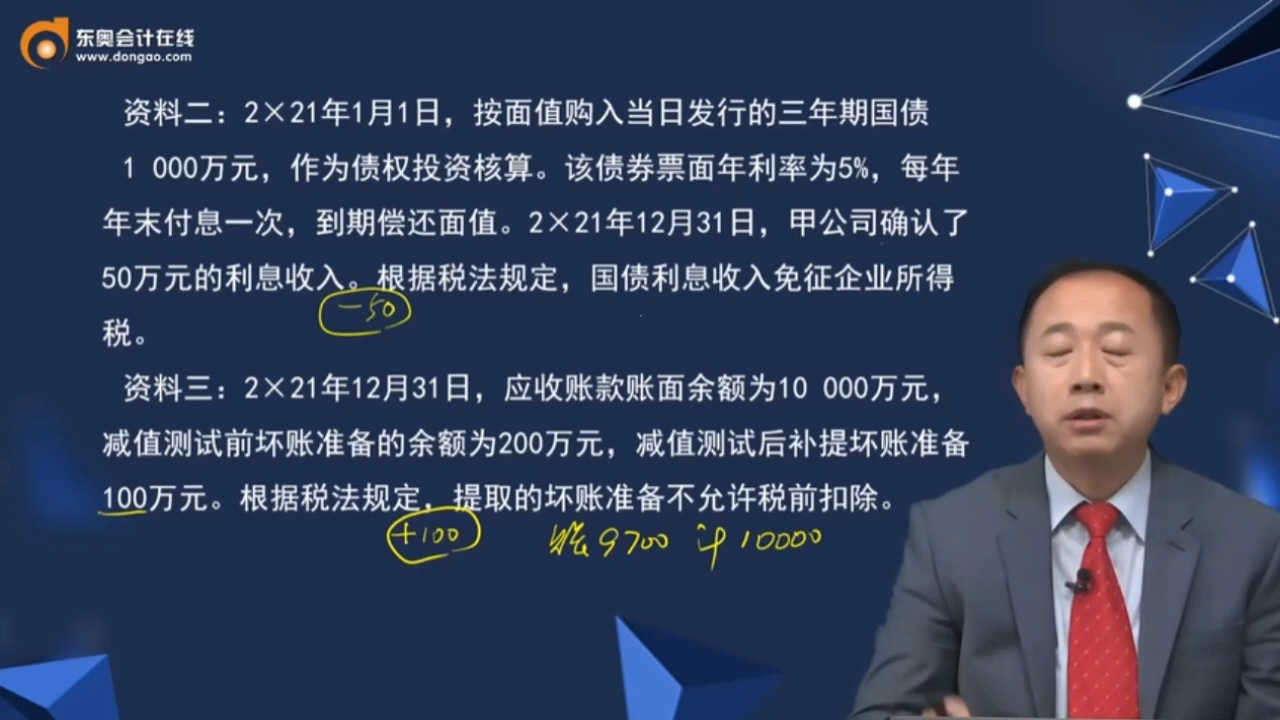 东奥会计在线
www.dongao.com
资料二：2×21年1月1日，按面值购入当日发行的三年期国债
1 000万元，作为债权投资核算。该债券票面年利率为5%，每年
年末付息一次，到期偿还面值。2×21年12月31日，甲公司确认了
50万元的利息收入。根据税法规定，国债利息收入免征企业所得
-50
税。
资料三：2×21年12月31日，应收账款账面余额为10 000万元，
减值测试前坏账准备的余额为200万元，减值测试后补提坏账准备
100万元。根据税法规定，提取的坏账准备不允许税前扣除。
+100 账9700 计10000